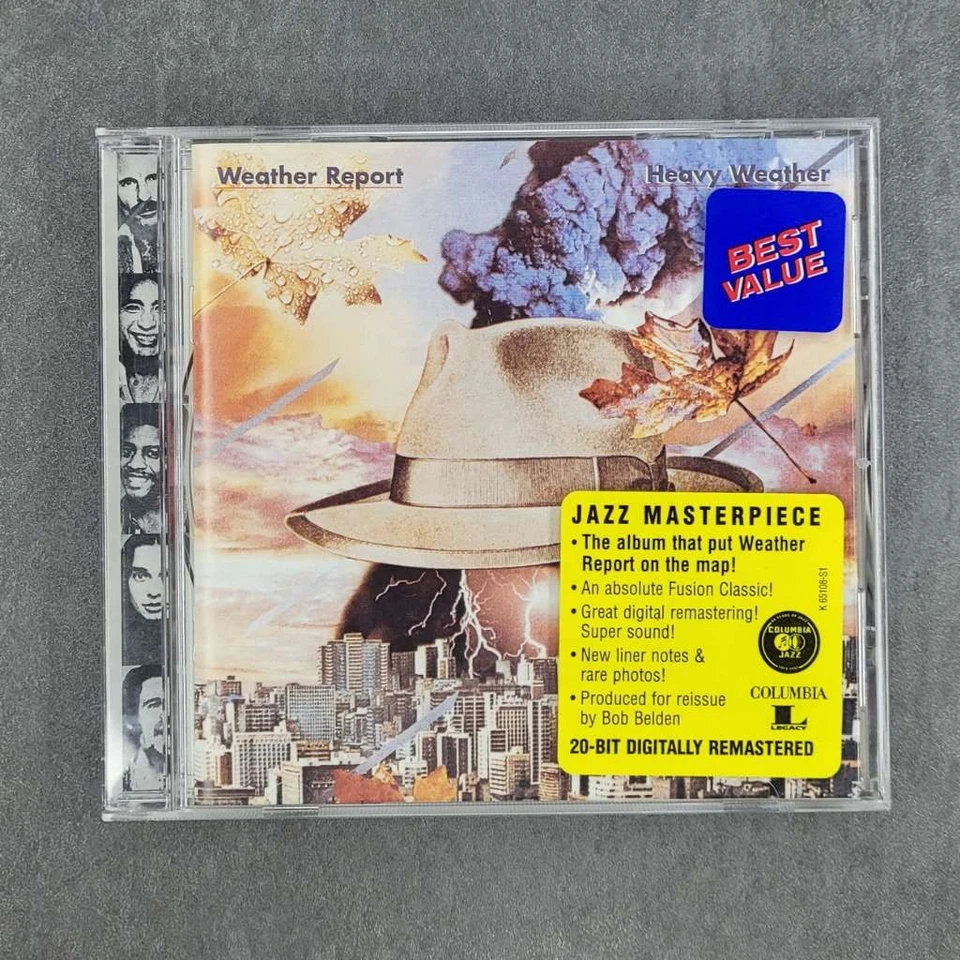 Weather Report
Heavy Weather
BEST
VALUE
JAZZ MASTERPIECE
• The album that put Weather
Report on the map!
• An absolute Fusion Classic!
• Great digital remastering!
Super sound!
• New liner notes &
rare photos!
• Produced for reissue
by Bob Belden
20-BIT DIGITALLY REMASTERED
K 65108-S1
COLUMBIA
JAZZ
COLUMBIA
L
LEGACY